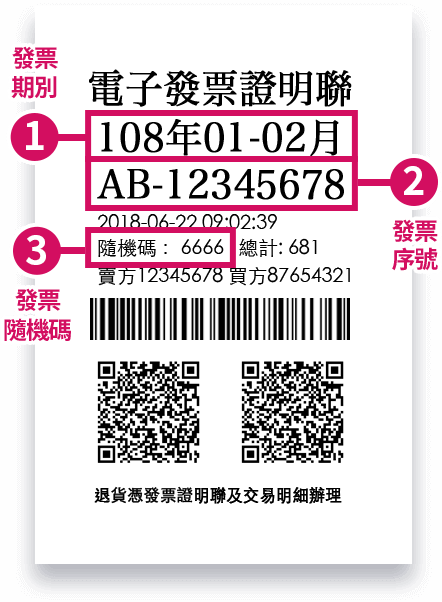 發票
期別
1
電子發票證明聯
108年01-02月
AB-12345678
2
發票
序號
2018-06-22 09:02:39
3
隨機碼： 6666 總計: 681
發票
隨機碼
賣方12345678 買方87654321
退貨憑發票證明聯及交易明細辦理